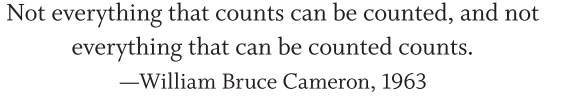 Not everything that counts can be counted, and not
everything that can be counted counts.
—William Bruce Cameron, 1963